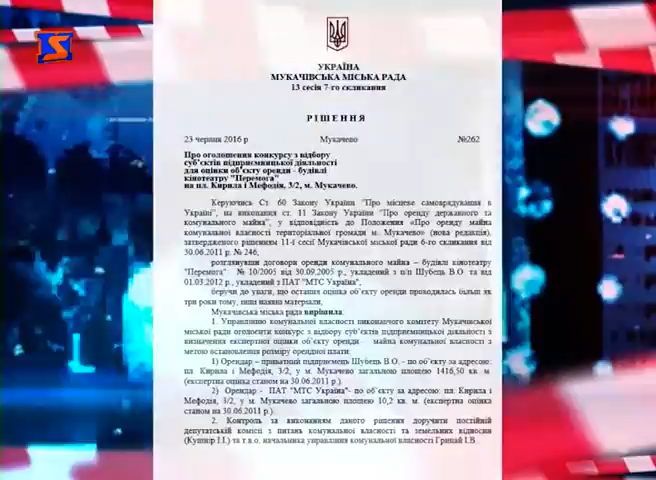 УКРАЇНА
МУКАЧІВСЬКА МІСЬКА РАДА
13 сесія 7-го скликання
Р І Ш Е Н Н Я
23 червня 2016 р Мукачево №262
Про оголошення конкурсу з відбору
суб'єктів підприємницької діяльності
для оцінки об'єкту оренди - будівлі
кінотеатру "Перемога"
на пл. Кирила і Мефодія, 3/2, м. Мукачево.
Керуючись Ст. 60 Закону України "Про місцеве самоврядування в
Україні", на виконання ст. 11 Закону України "Про оренду державного та
комунального майна", у відповідність до Положення «Про оренду майна
комунальної власності територіальної громади м. Мукачево» (нова редакція),
затвердженого рішенням 11-ї сесії Мукачівської міської ради 6-го скликання від
30.06.2011 р. № 246,
розглянувши договори оренди комунального майна – будівлі кінотеатру
"Перемога" № 10/2005 від 30.09.2005 р., укладений з п/п Шубець В.О. та від
01.03.2012 р., укладений з ПАТ "МТС Україна",
беручи до уваги, що остання оцінка об'єкту оренди проводилась більш як
три роки тому, інші наявні матеріали,
Мукачівська міська рада вирішила:
1. Управлінню комунальної власності виконавчого комітету Мукачівської
міської ради оголосити конкурс з відбору суб'єктів підприємницької діяльності з
визначення експертної оцінки об'єкту оренди – майна комунальної власності з
метою встановлення розміру орендної плати:
1) Орендар – приватний підприємець Шубець В.О. - по об'єкту за адресою:
пл. Кирила і Мефодія, 3/2, у м. Мукачево загальною площею 1416,50 кв. м.
(експертна оцінка станом на 30.06.2011 р.).
2) Орендар - ПАТ "МТС Україна"- по об'єкту за адресою: пл. Кирила і
Мефодія, 3/2, у м. Мукачево загальною площею 10,2 кв. м. (експертна оцінка
станом на 30.06.2011 р.).
2. Контроль за виконанням даного рішення доручити постійній
депутатській комісії з питань комунальної власності та земельних відносин
(Кушнір І.І.) та т.в.о. начальника управління комунальної власності Грицай І.В.